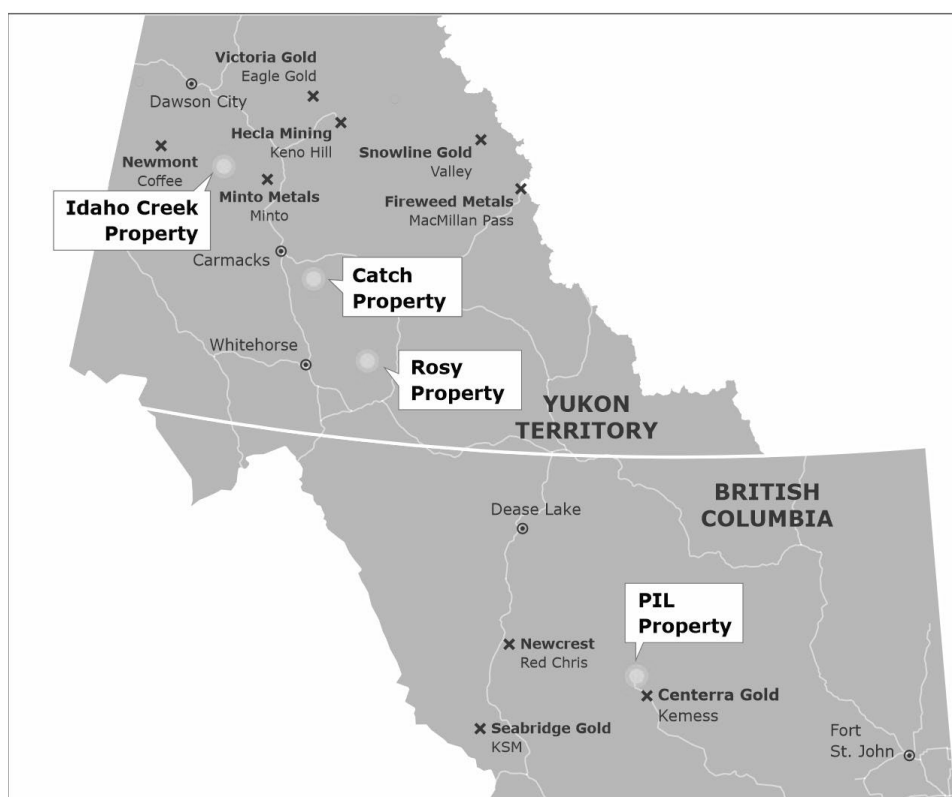 Victoria Gold
Eagle Gold
Dawson City
Hecla Mining
Keno Hill
Newmont
Coffee
Snowline Gold
Valley
Minto Metals
Minto
Fireweed Metals
MacMillan Pass
Idaho Creek
Property
Carmacks
Catch
Property
Whitehorse
Rosy
Property
YUKON
TERRITORY
BRITISH
COLUMBIA
Dease Lake
PIL
Property
Newcrest
Red Chris
Centerra Gold
Kemess
Seabridge Gold
KSM
Fort
St. John